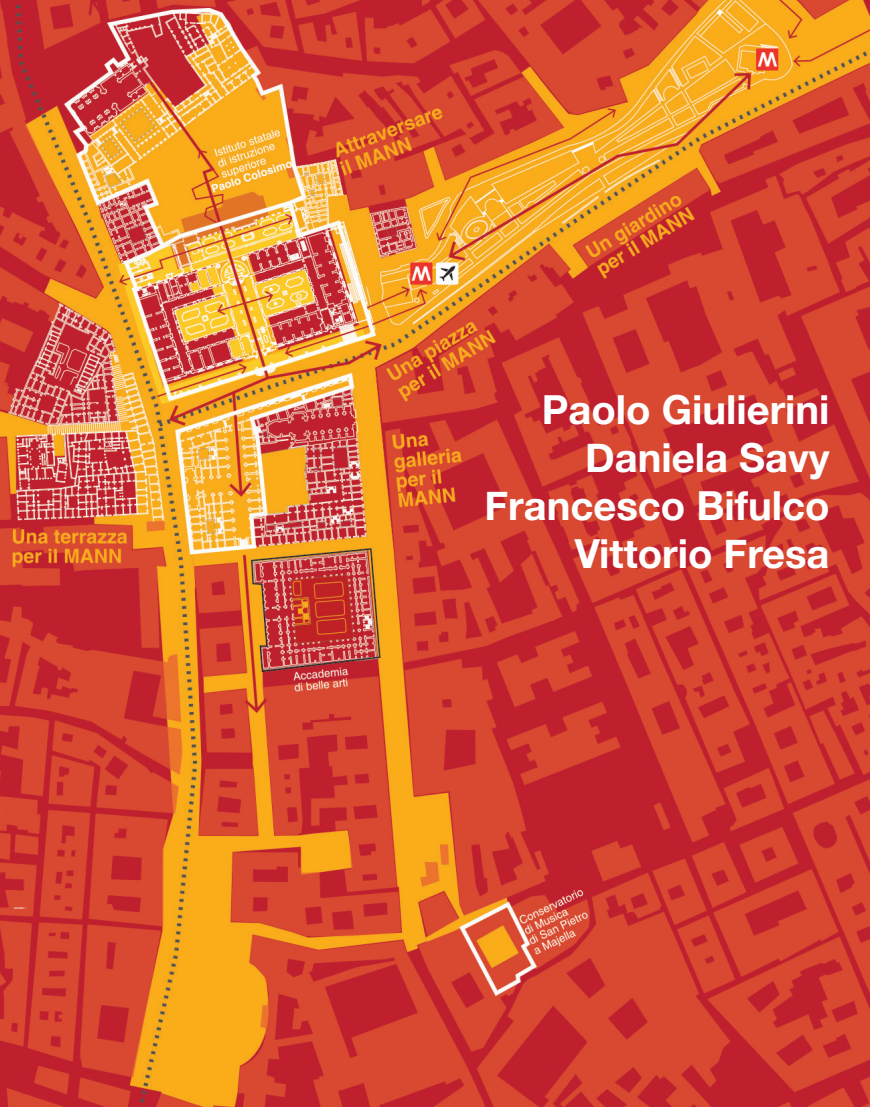 M
Istituto statale
di istruzione
superiore
Paolo Colosimo
Attraversare
il MANN
Un giardino
per il MANN
M
Una piazza
per il MANN
Paolo Giulierini
Daniela Savy
Francesco Bifulco
Vittorio Fresa
Una
galleria
per il
MANN
Una terrazza
per il MANN
Accademia
di belle arti
Conservatorio
di Musica
di San Pietro
a Majella